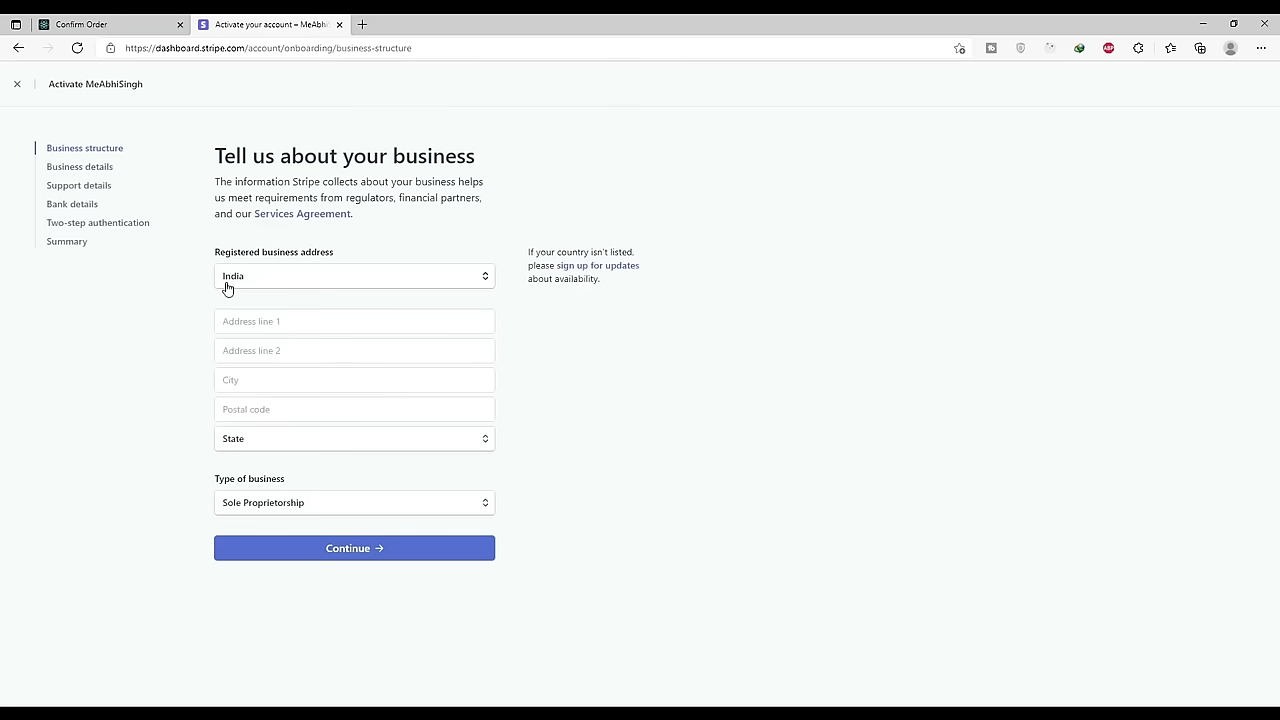 Confirm Order
Activate your account – MeAbhi
https://dashboard.stripe.com/account/onboarding/business-structure
ABP
Activate MeAbhiSingh
Business structure
Business details
Support details
Bank details
Two-step authentication
Summary
Tell us about your business
The information Stripe collects about your business helps
us meet requirements from regulators, financial partners,
and our Services Agreement.
Registered business address
India
If your country isn't listed,
please sign up for updates
about availability.
Address line 1
Address line 2
City
Postal code
State
Type of business
Sole Proprietorship
Continue →